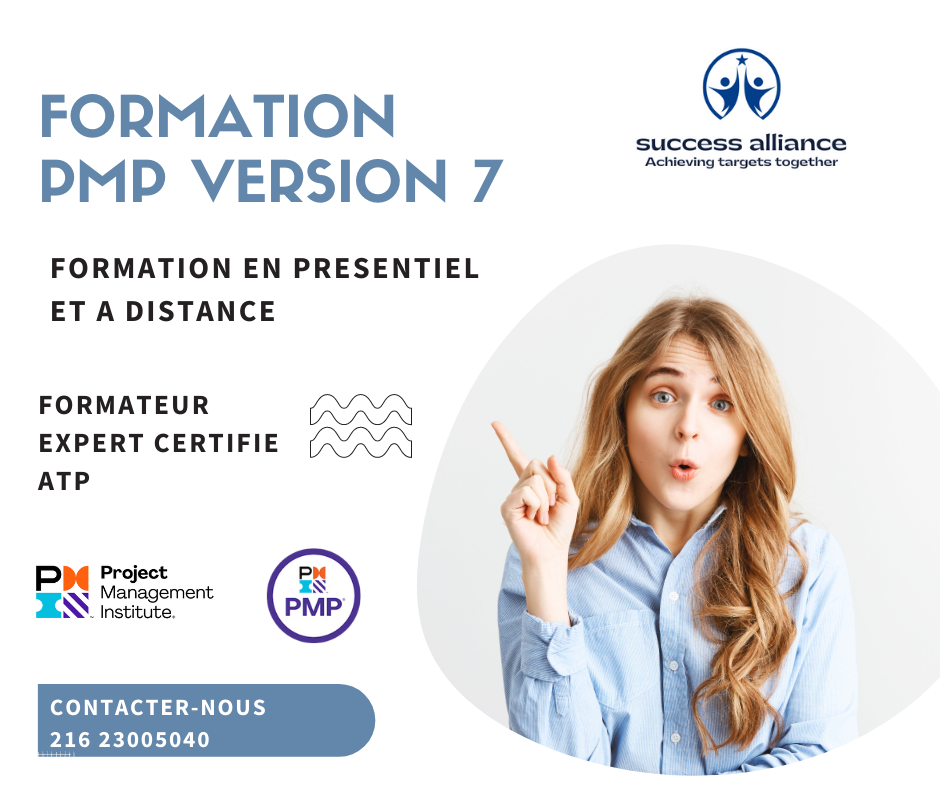 FORMATION
PMP VERSION 7
success alliance
Achieving targets together
FORMATION EN PRESENTIEL
ET A DISTANCE
FORMATEUR
EXPERT CERTIFIE
ATP
Project
Management
Institute.
PMP
CONTACTER-NOUS
216 23005040